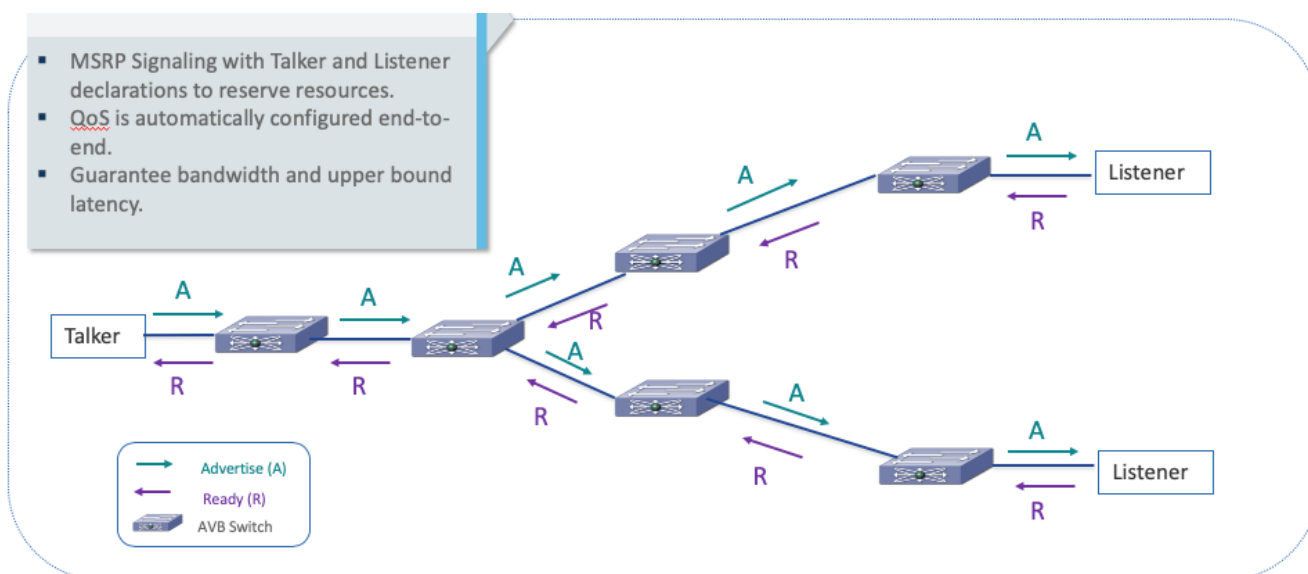 ▪ MSRP Signaling with Talker and Listener
declarations to reserve resources.
▪ QoS is automatically configured end-to-
end.
▪ Guarantee bandwidth and upper bound
latency.
A
Listener
R
A
R
A
R
A
A
Talker
R
R
A
R
A
R
A
Listener
R
Advertise (A)
Ready (R)
AVB Switch